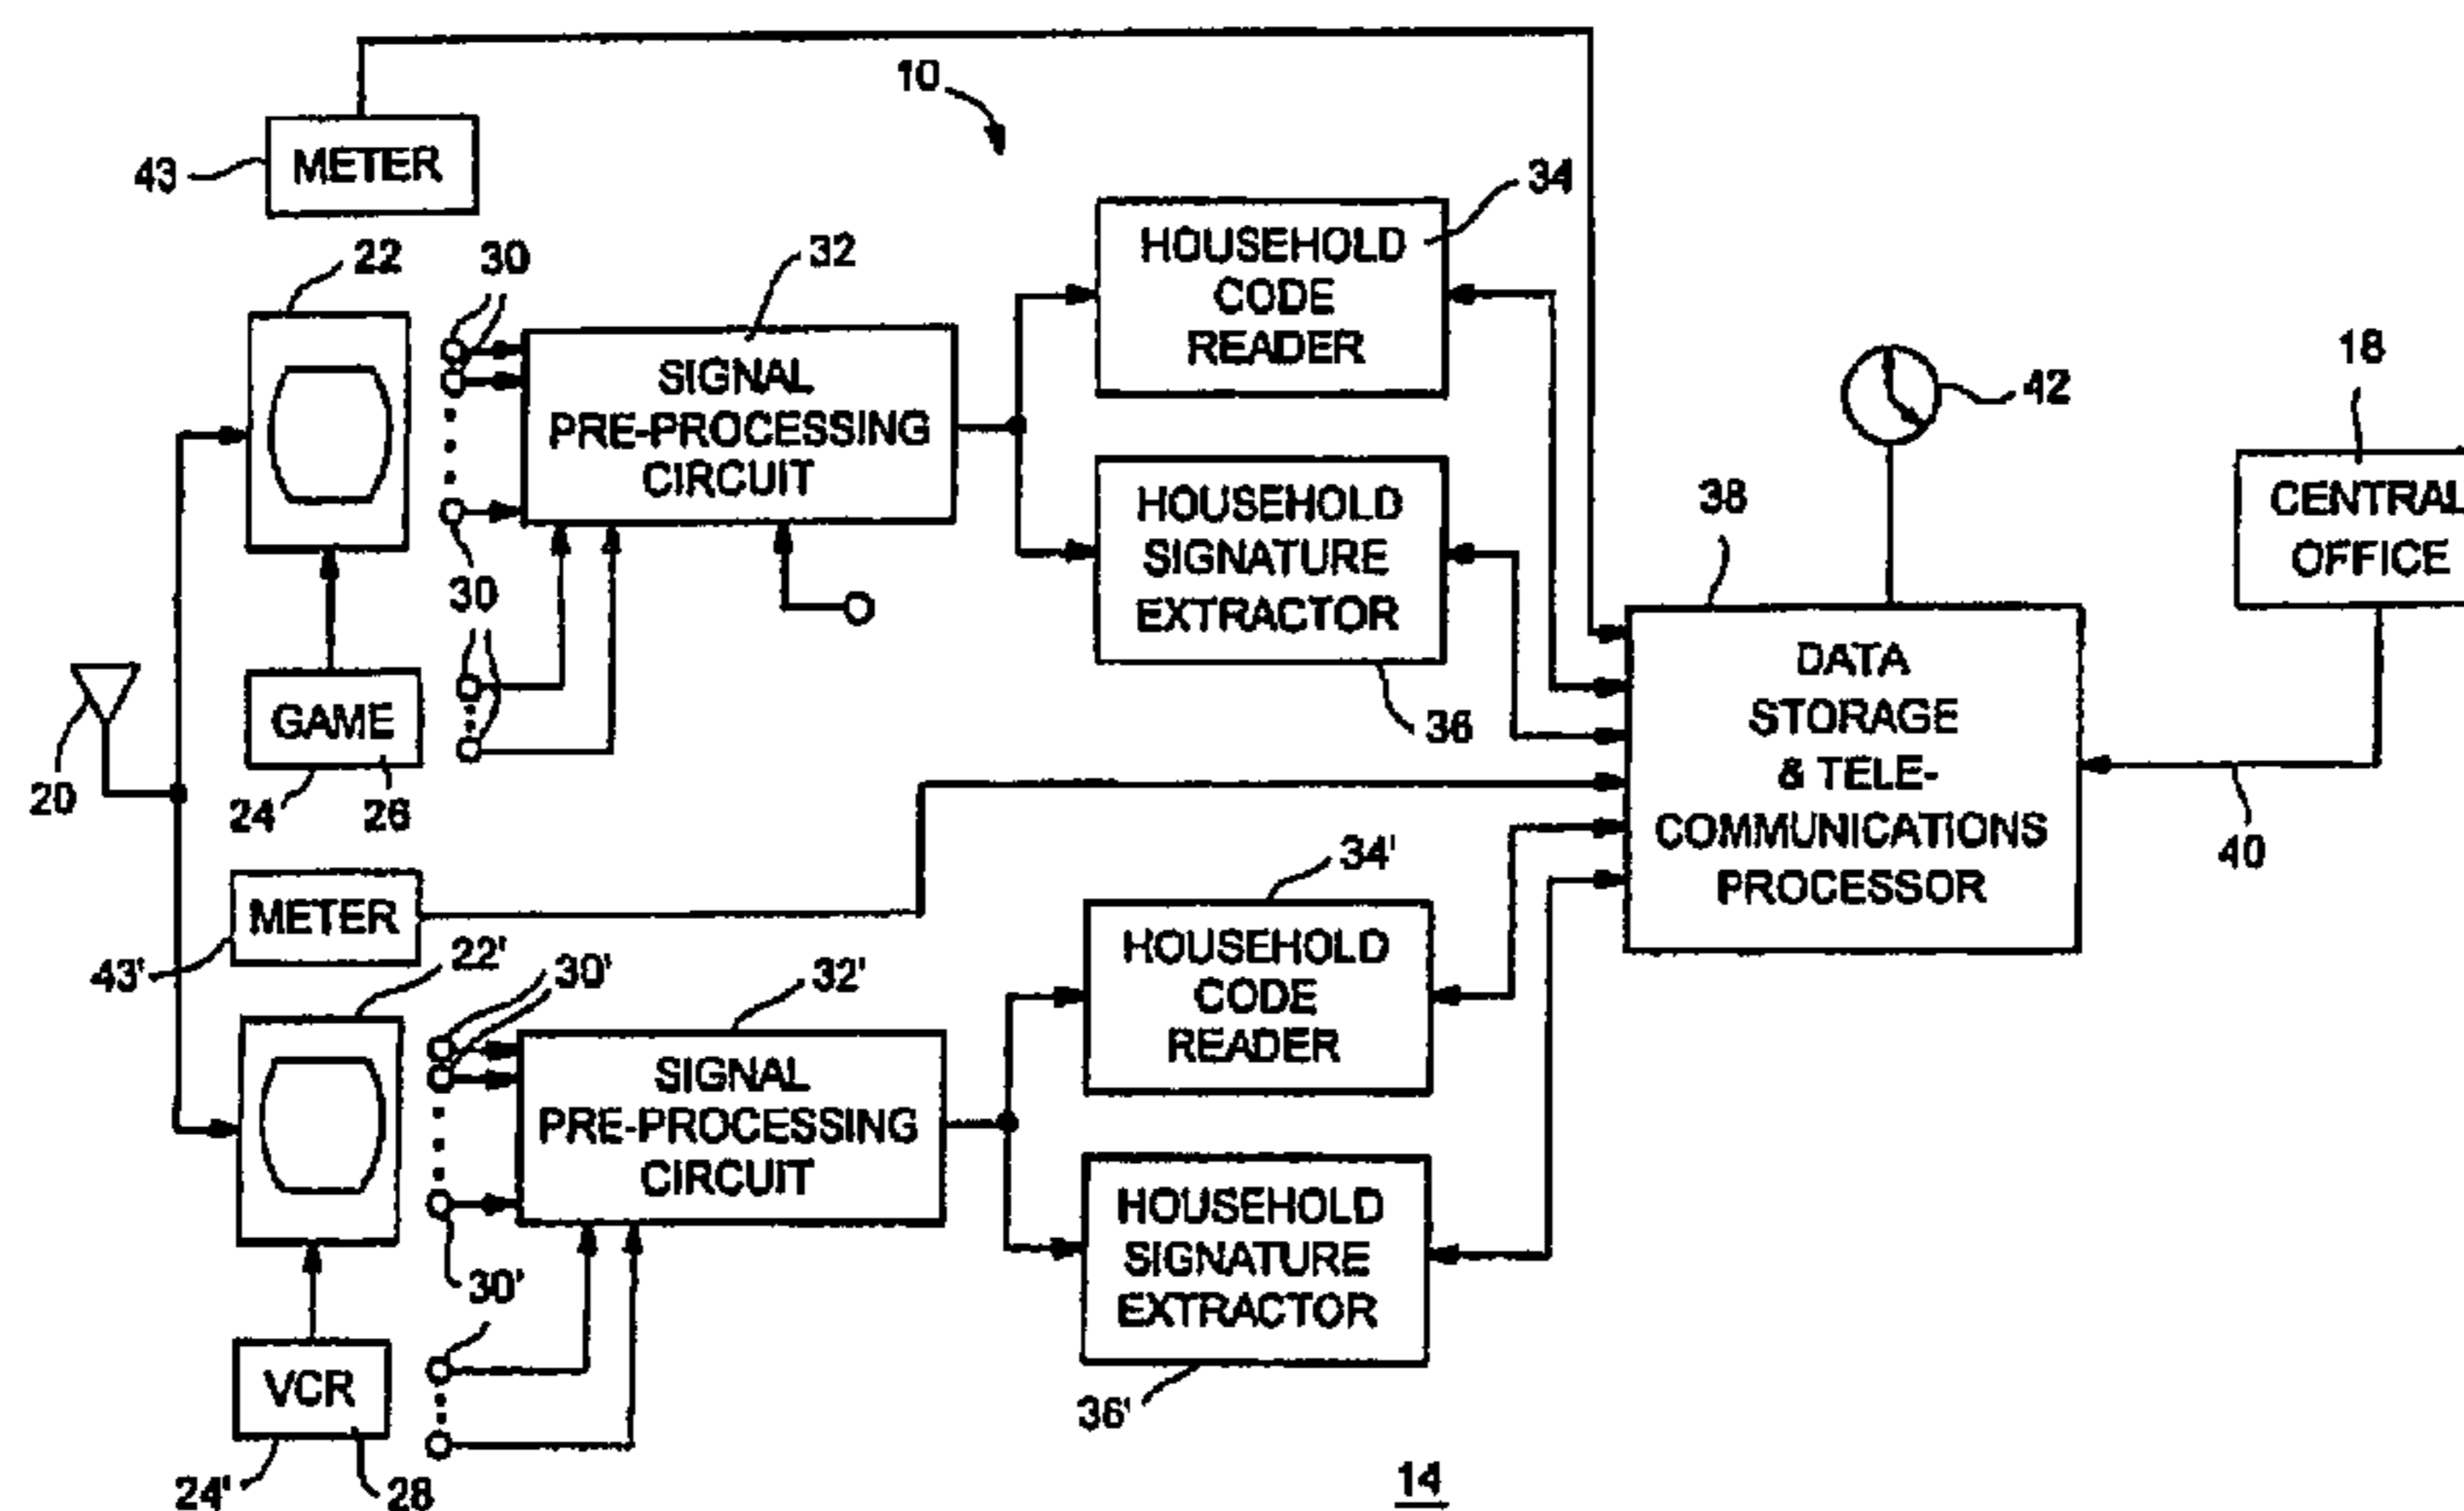 10
43
METER
34
22
30
32
HOUSEHOLD
CODE
READER
SIGNAL
PRE-PROCESSING
CIRCUIT
18
42
CENTRAL
OFFICE
38
HOUSEHOLD
SIGNATURE
EXTRACTOR
30
DATA
STORAGE
& TELE-
COMMUNICATIONS
PROCESSOR
GAME
36
20
24
26
40
34'
METER
43'
22'
30'
32'
HOUSEHOLD
CODE
READER
SIGNAL
PRE-PROCESSING
CIRCUIT
HOUSEHOLD
SIGNATURE
EXTRACTOR
30'
VCR
36'
24'
28
14